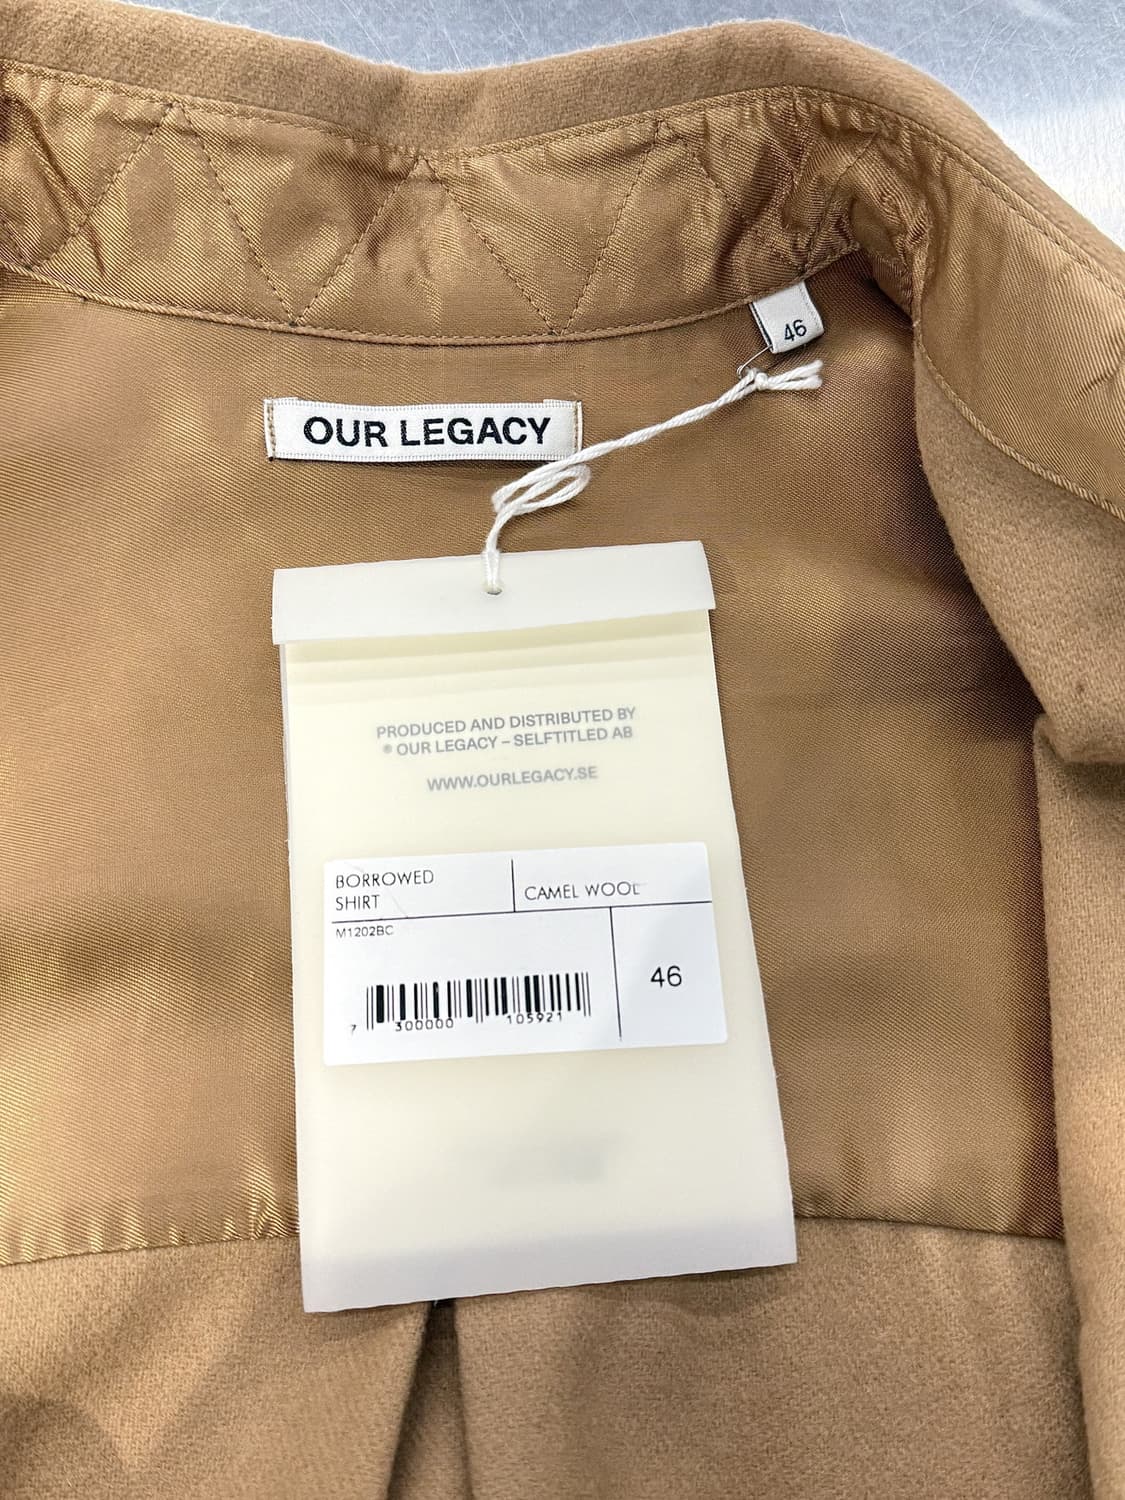 46
OUR LEGACY
PRODUCED AND DISTRIBUTED BY
® OUR LEGACY – SELFTITLED AB
WWW.OURLEGACY.SE
BORROWED
SHIRT
CAMEL WOOL
M1202BC
46
7 300000 105921